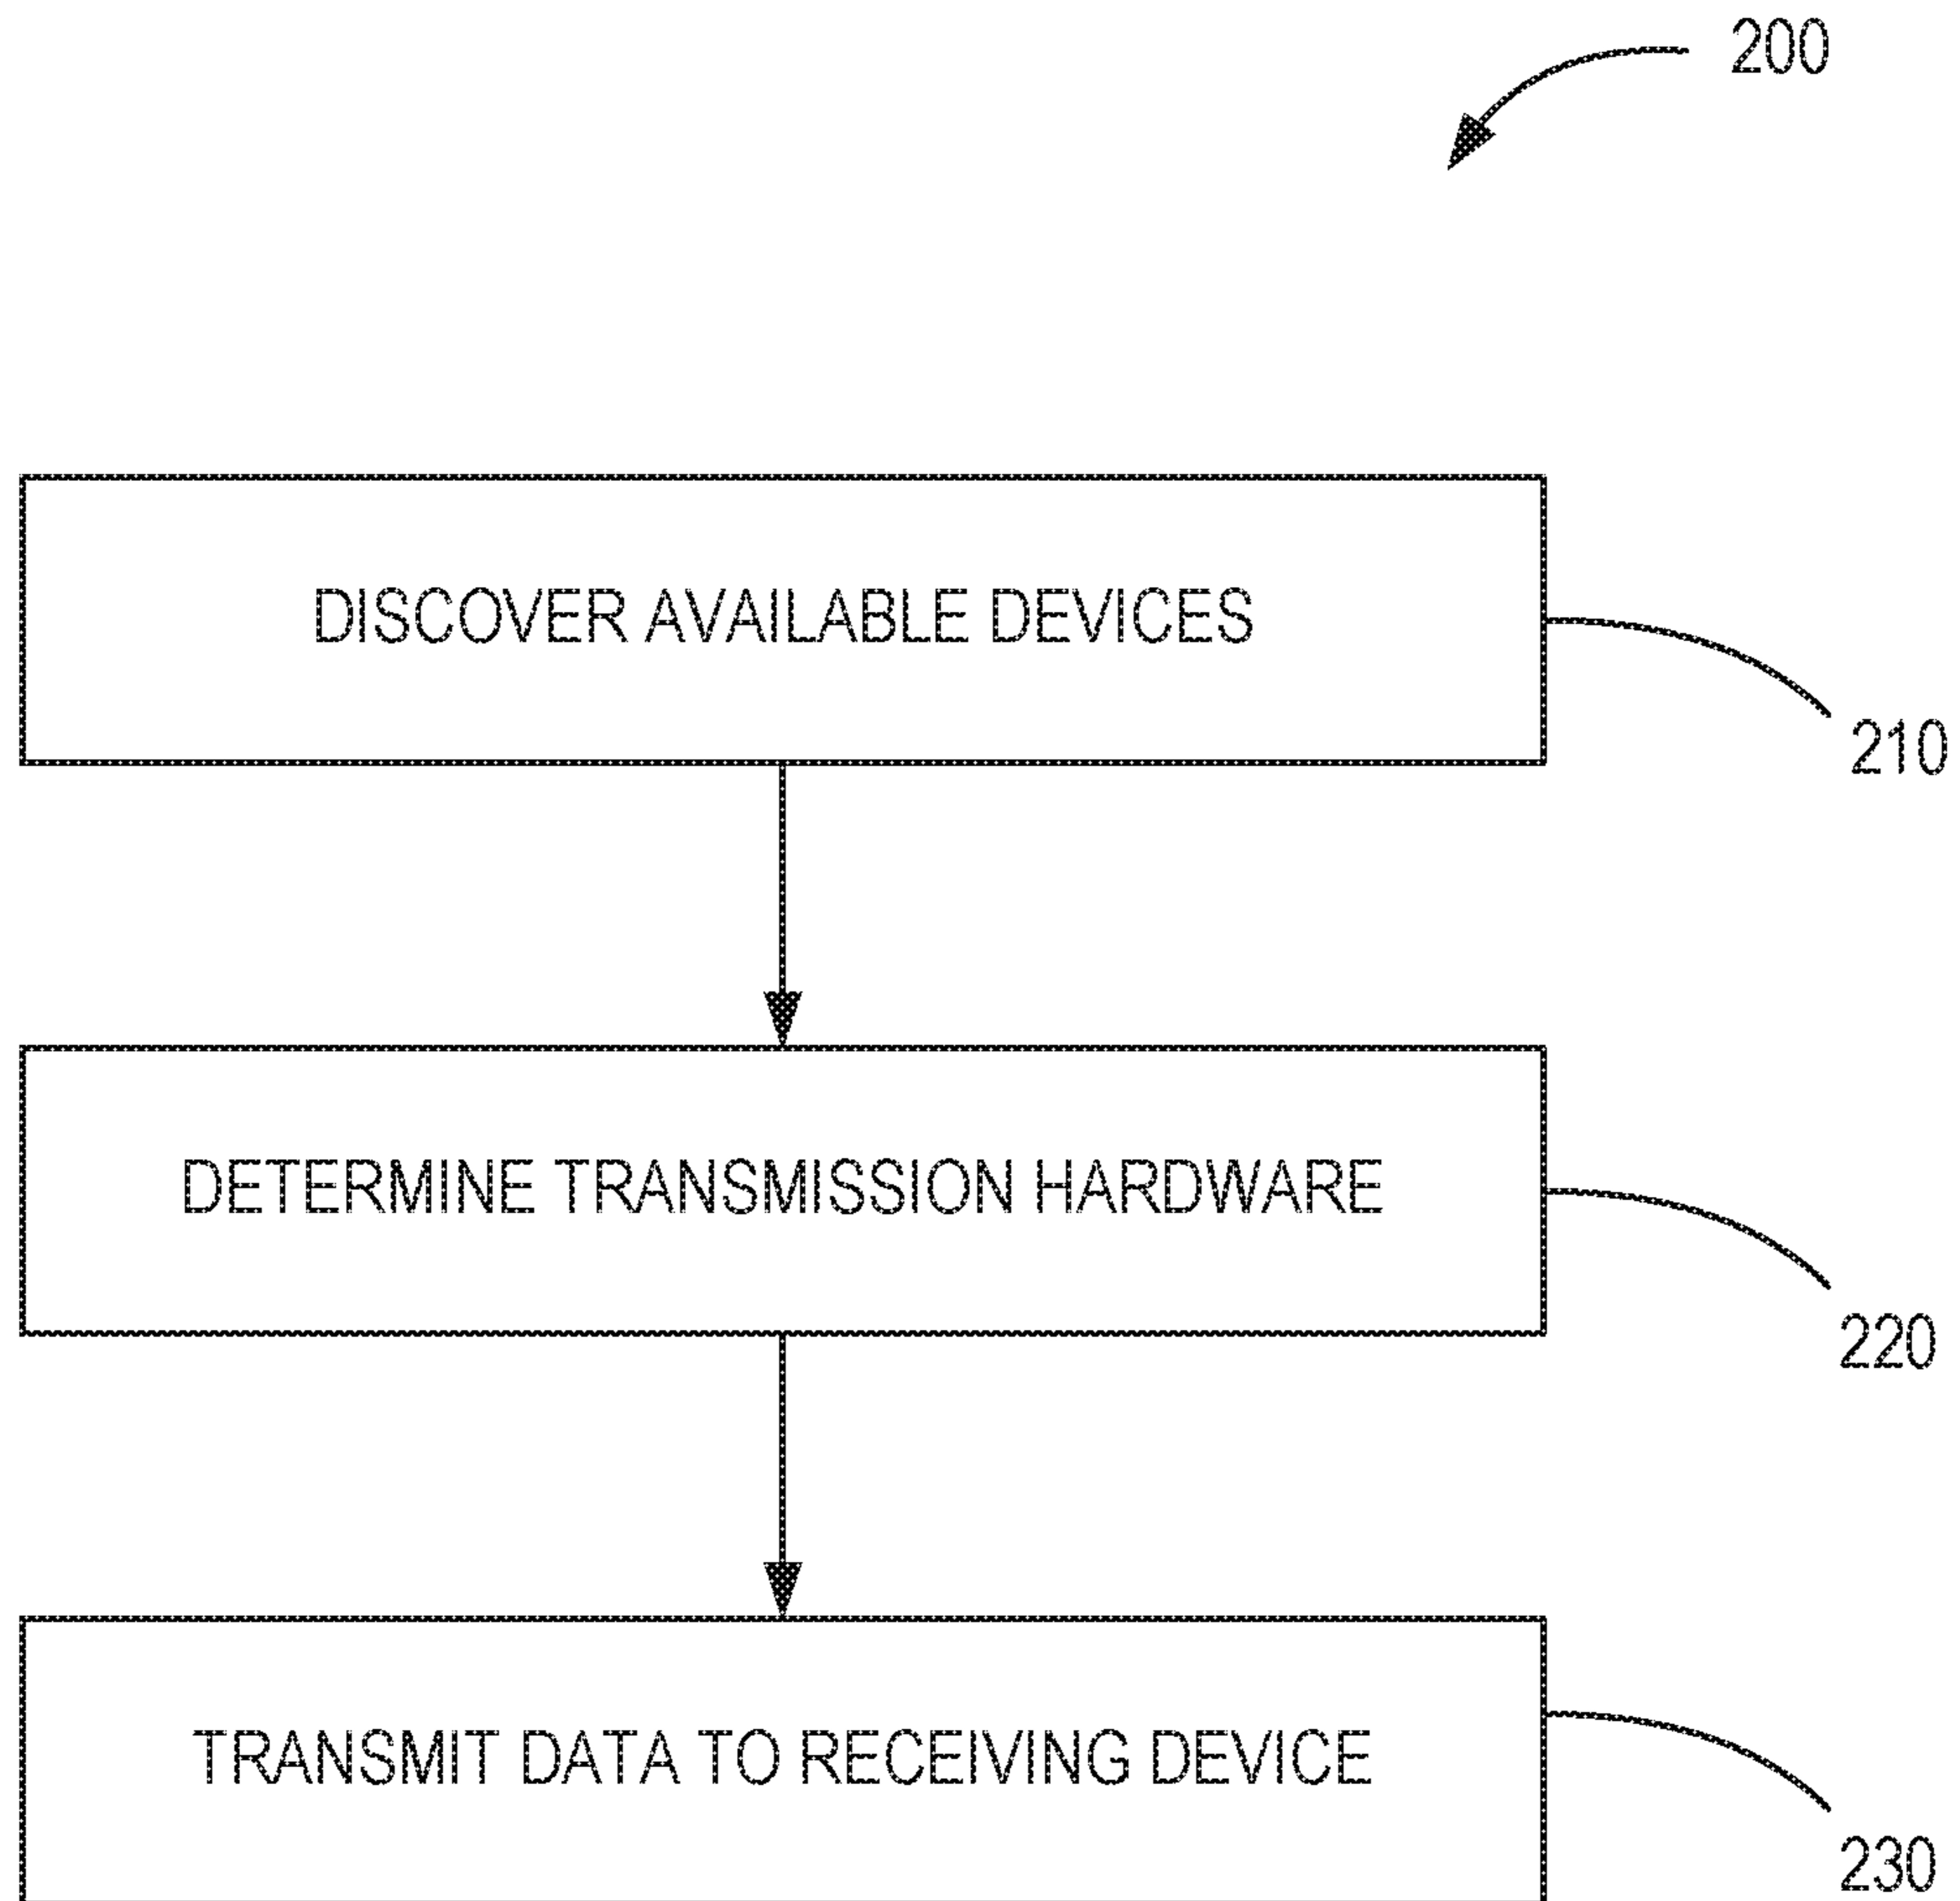 200
DISCOVER AVAILABLE DEVICES
210
DETERMINE TRANSMISSION HARDWARE
220
TRANSMIT DATA TO RECEIVING DEVICE
230